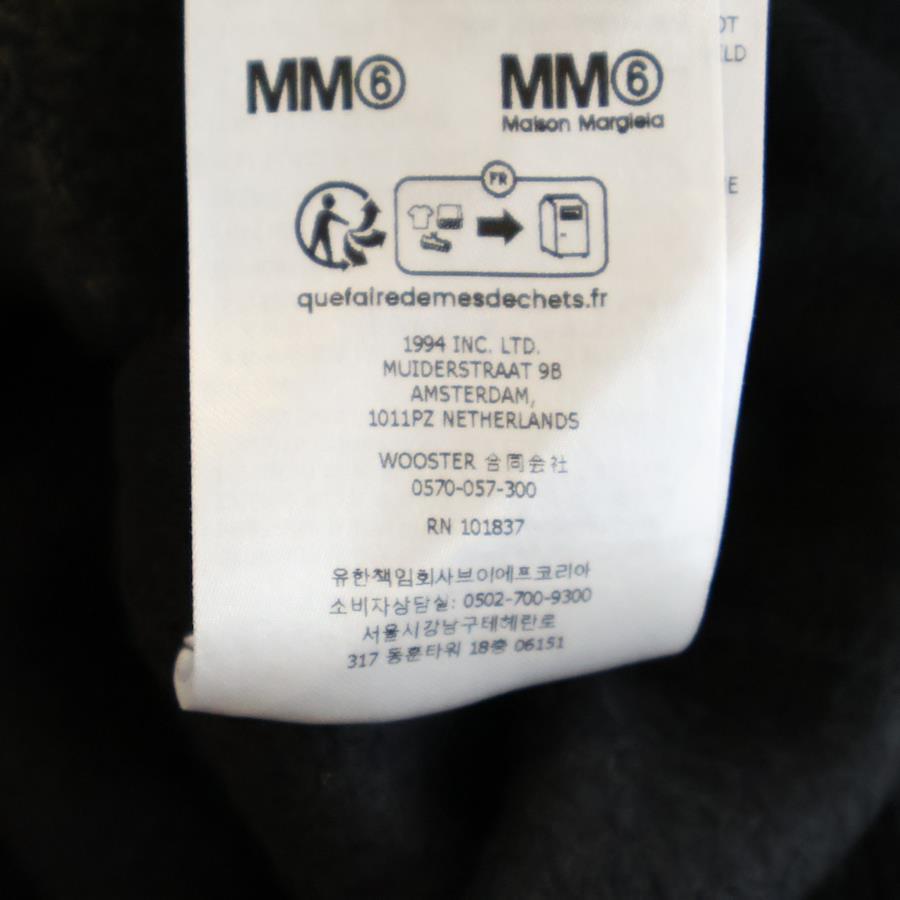 MM⑥ MM⑥
Maison Margiela
FR
quefairedemesdechets.fr
1994 INC. LTD.
MUIDERSTRAAT 9B
AMSTERDAM,
1011PZ NETHERLANDS
WOOSTER 合同会社
0570-057-300
RN 101837
유한책임회사브이에프코리아
소비자상담실: 0502-700-9300
서울시강남구테헤란로
317 동훈타워 18층 06151